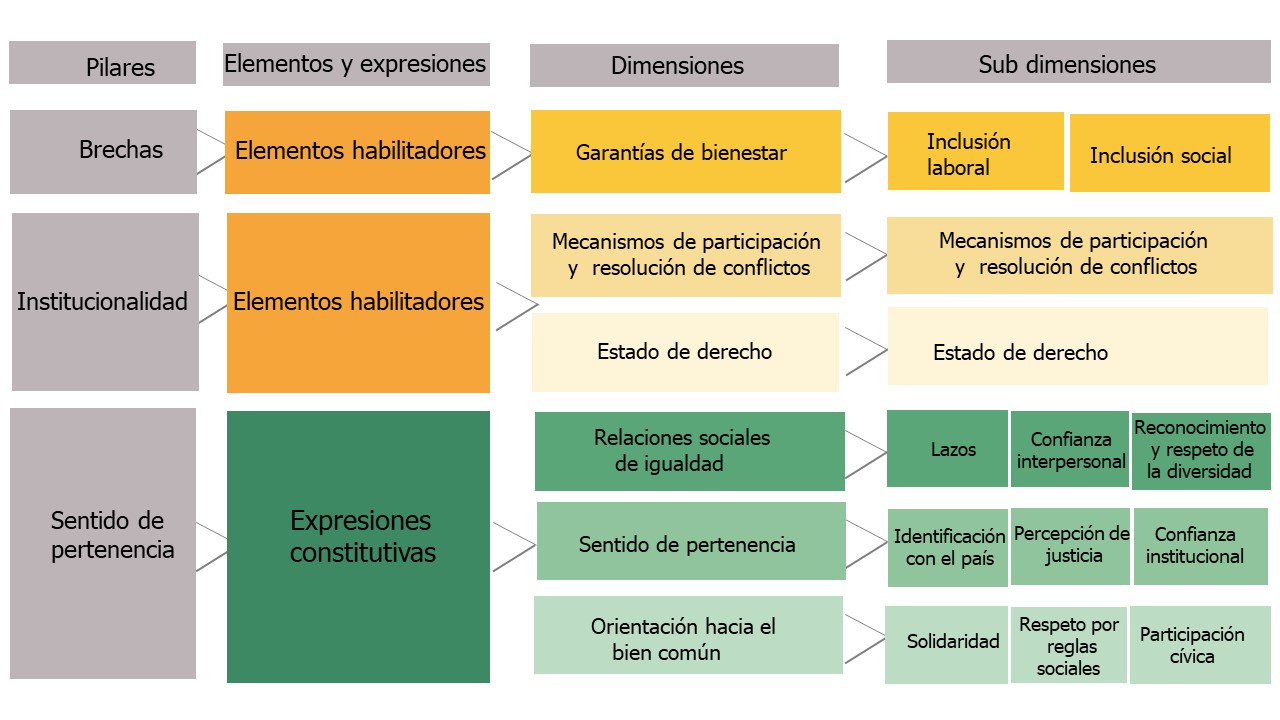 Pilares
Elementos y expresiones
Dimensiones
Sub dimensiones
Brechas
Elementos habilitadores
Garantías de bienestar
Inclusión
laboral
Inclusión social
Institucionalidad
Elementos habilitadores
Mecanismos de participación
y resolución de conflictos
Mecanismos de participación
y resolución de conflictos
Estado de derecho
Estado de derecho
Sentido de
pertenencia
Expresiones
constitutivas
Relaciones sociales
de igualdad
Lazos
Confianza
interpersonal
Reconocimiento
y respeto de
la diversidad
Sentido de pertenencia
Identificación
con el país
Percepción de
justicia
Confianza
institucional
Orientación hacia el
bien común
Solidaridad
Respeto por
reglas
sociales
Participación
cívica